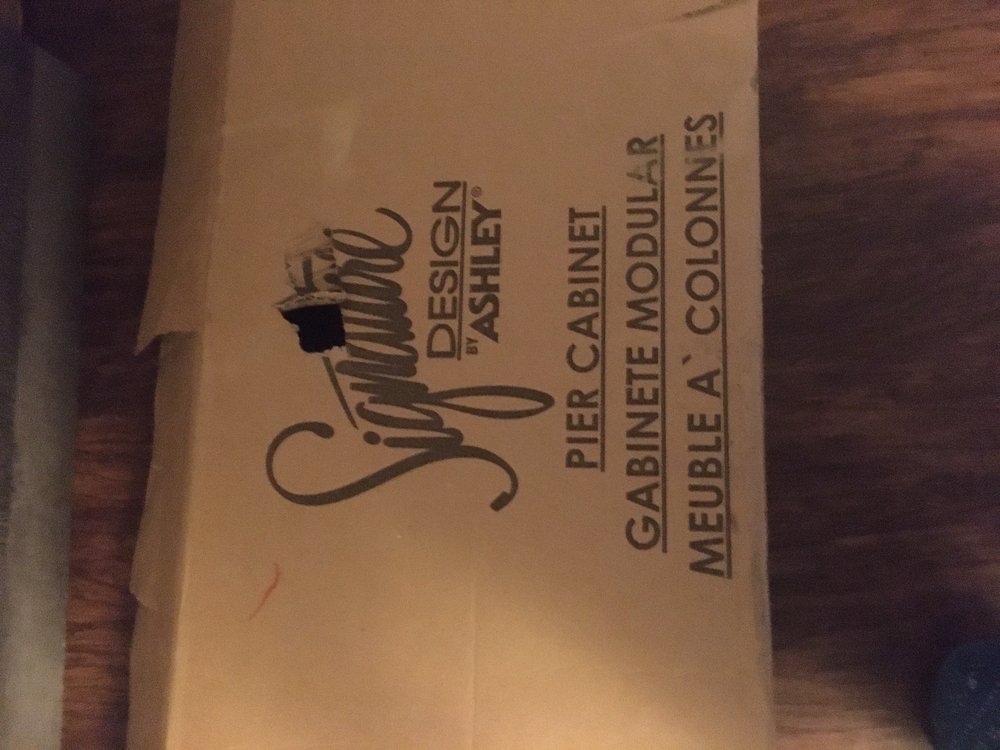 Signature
DESIGN
BY ASHLEY®
PIER CABINET
GABINETE MODULAR
MEUBLE A` COLONNES